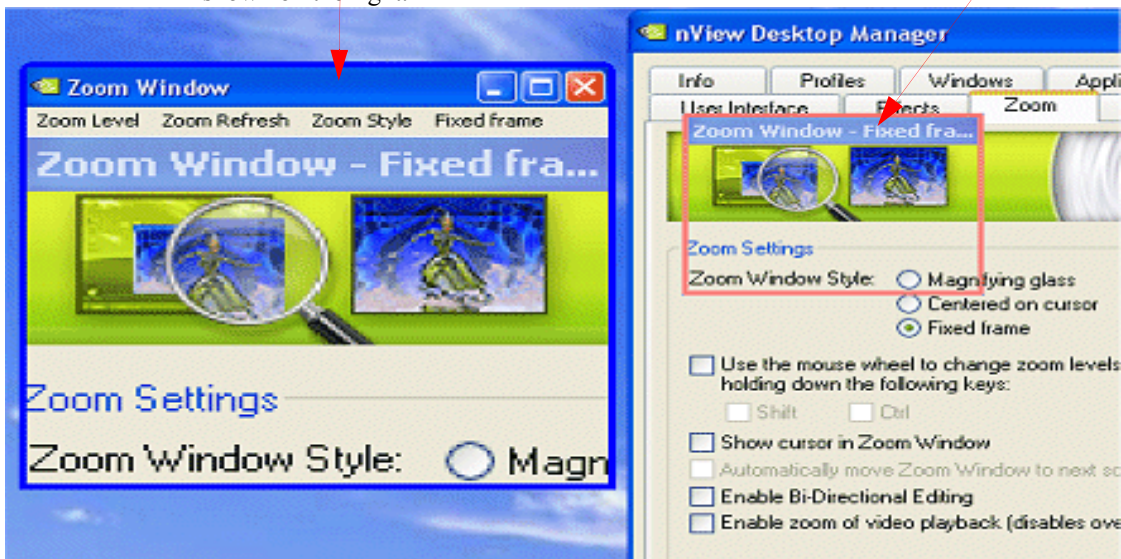 Zoom Window
Zoom Level Zoom Refresh Zoom Style Fixed frame
Zoom Window - Fixed fra...
Zoom Settings
Zoom Window Style: Magn
nView Desktop Manager
Info Profiles Windows Appli
User Interface Effects Zoom
Zoom Window - Fixed fra...
Zoom Settings
Zoom Window Style: Magnifying glass
Centered on cursor
Fixed frame
Use the mouse wheel to change zoom levels
holding down the following keys:
Shift Ctrl
Show cursor in Zoom Window
Automatically move Zoom Window to next sc
Enable Bi-Directional Editing
Enable zoom of video playback (disables ove